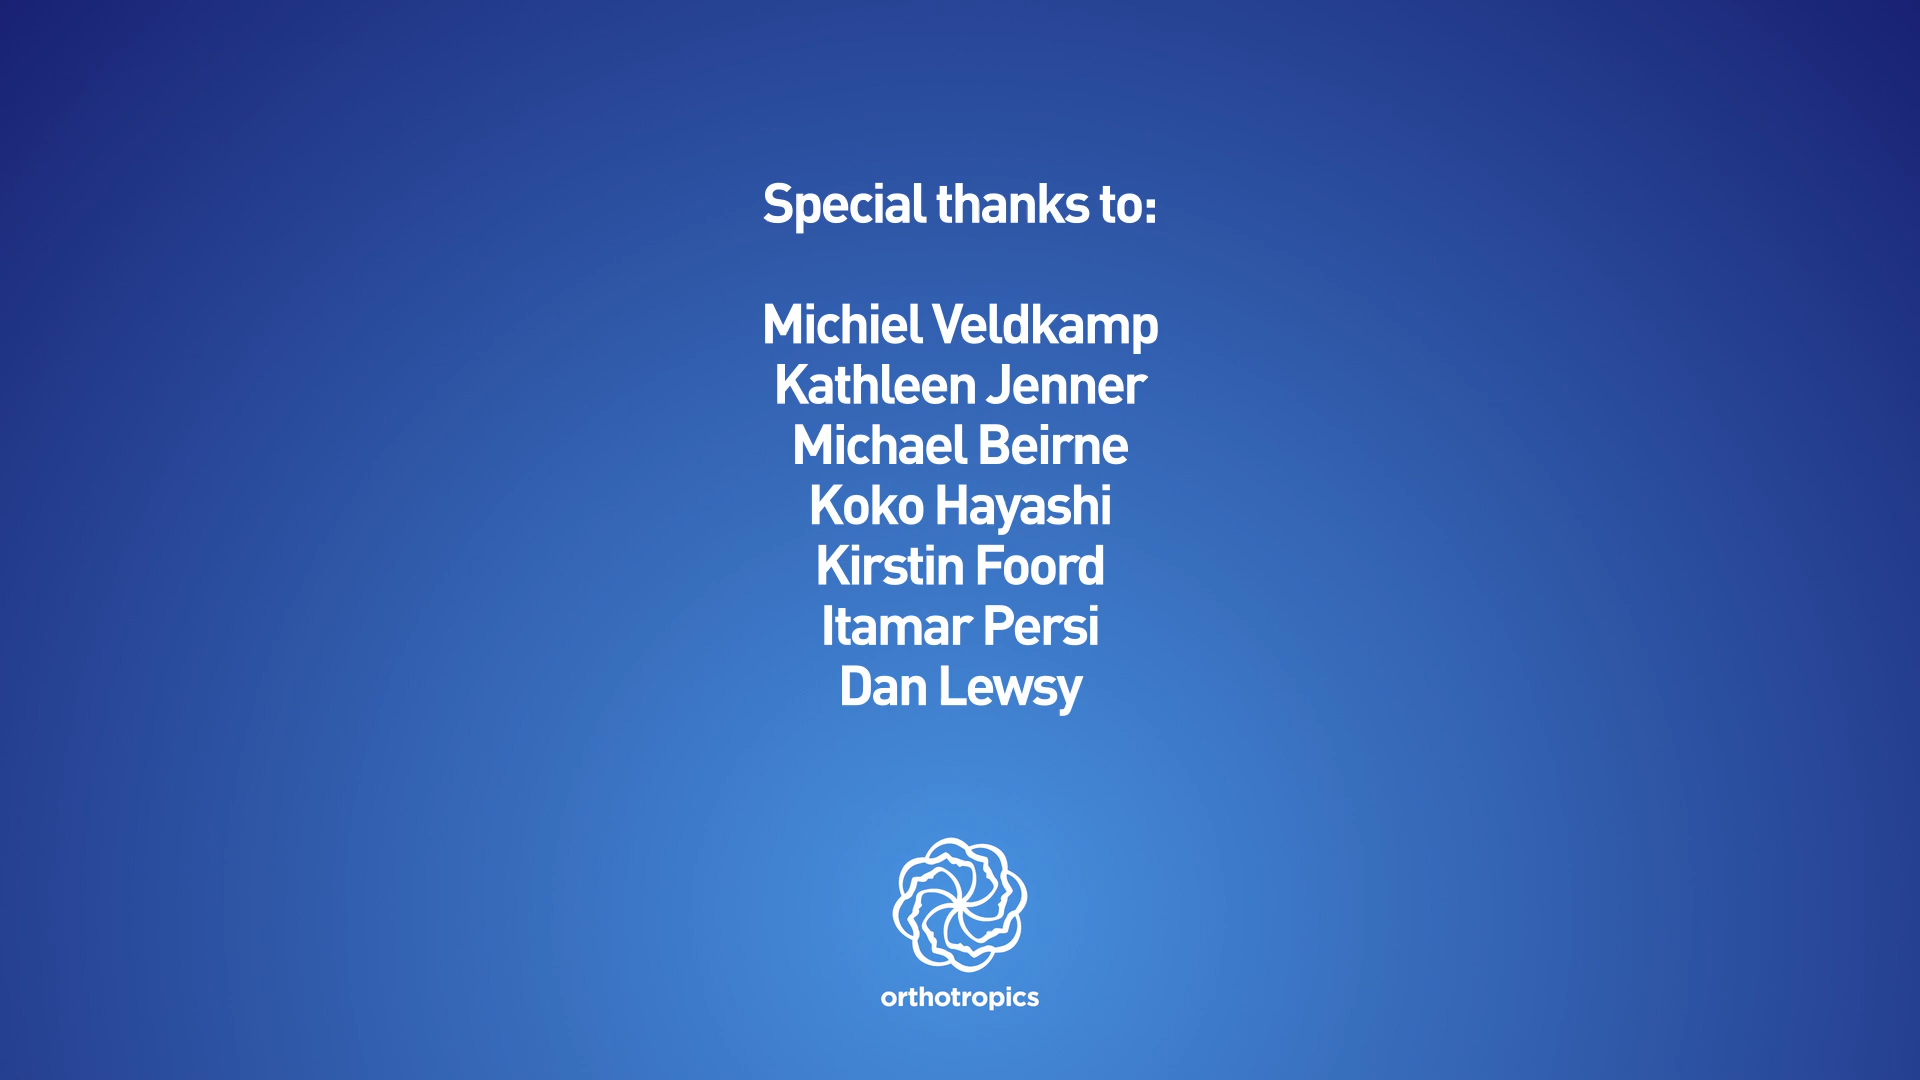 Special thanks to:
Michiel Veldkamp
Kathleen Jenner
Michael Beirne
Koko Hayashi
Kirstin Foord
Itamar Persi
Dan Lewsy
orthotropics